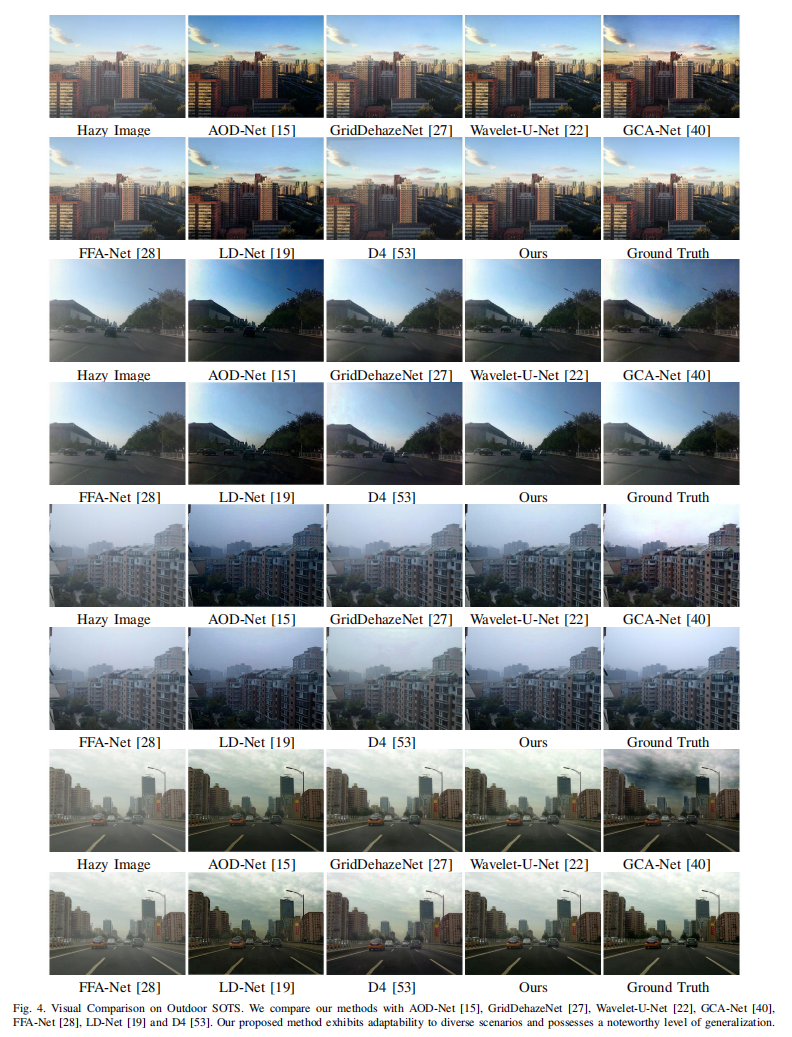 Hazy Image AOD-Net [15] GridDehazeNet [27] Wavelet-U-Net [22] GCA-Net [40]
FFA-Net [28] LD-Net [19] D4 [53] Ours Ground Truth
Hazy Image AOD-Net [15] GridDehazeNet [27] Wavelet-U-Net [22] GCA-Net [40]
FFA-Net [28] LD-Net [19] D4 [53] Ours Ground Truth
Hazy Image AOD-Net [15] GridDehazeNet [27] Wavelet-U-Net [22] GCA-Net [40]
FFA-Net [28] LD-Net [19] D4 [53] Ours Ground Truth
Hazy Image AOD-Net [15] GridDehazeNet [27] Wavelet-U-Net [22] GCA-Net [40]
FFA-Net [28] LD-Net [19] D4 [53] Ours Ground Truth
Fig. 4. Visual Comparison on Outdoor SOTS. We compare our methods with AOD-Net [15], GridDehazeNet [27], Wavelet-U-Net [22], GCA-Net [40],
FFA-Net [28], LD-Net [19] and D4 [53]. Our proposed method exhibits adaptability to diverse scenarios and possesses a noteworthy level of generalization.